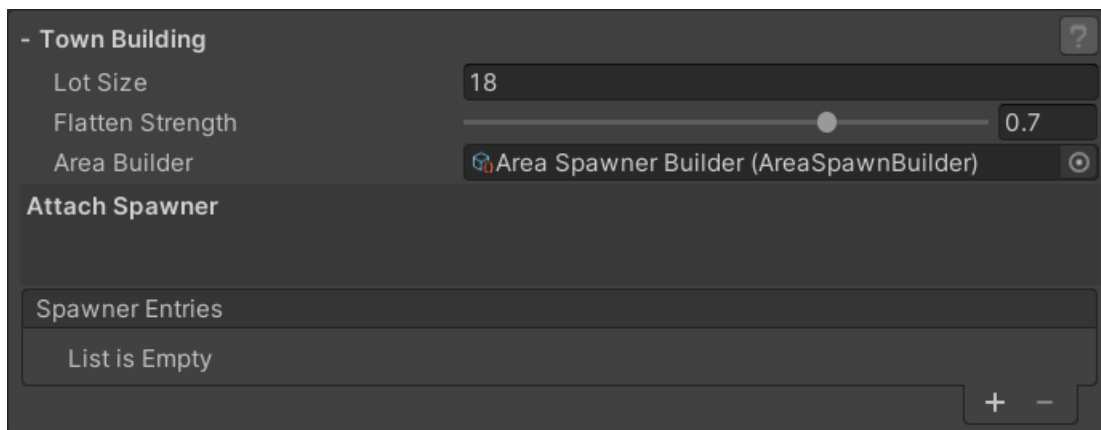 - Town Building ?
Lot Size 18
Flatten Strength 0.7
Area Builder Area Spawner Builder (AreaSpawnBuilder)
Attach Spawner
Spawner Entries
List is Empty
+ −